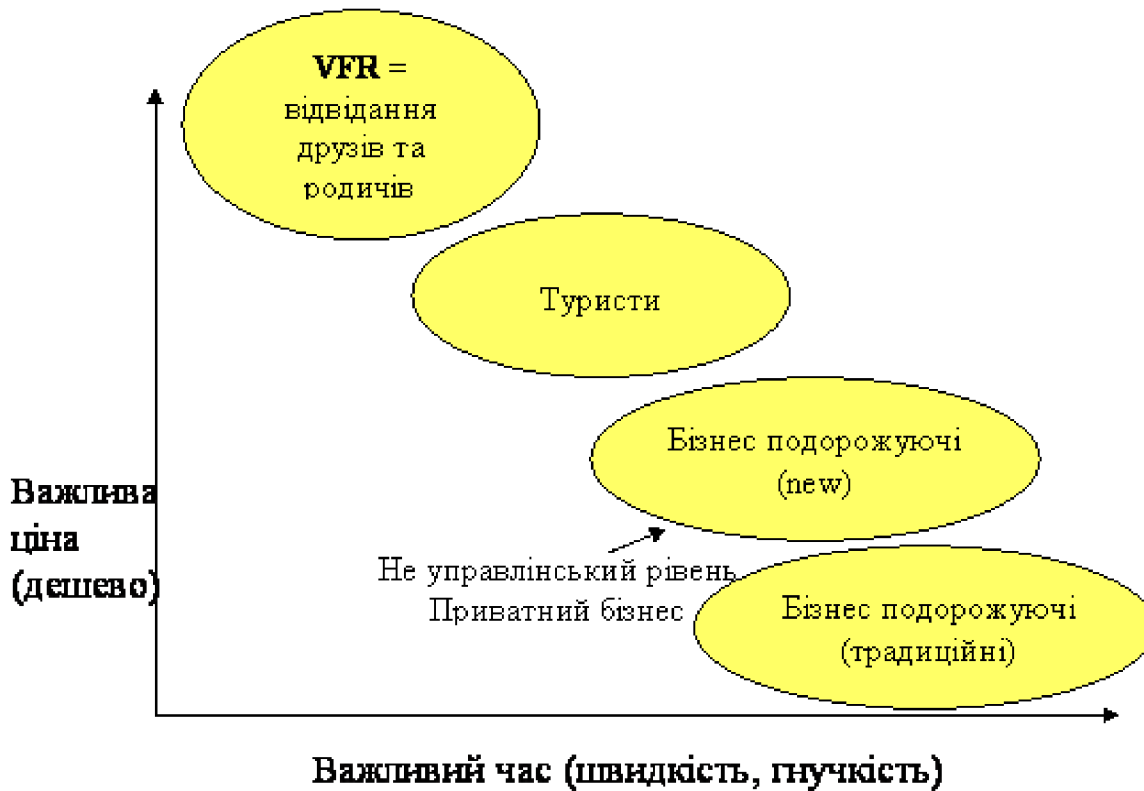 VFR =
відвідання
друзів та
родичів
Туристи
Бізнес подорожуючі
(new)
Важлива
ціна
(дешево)
Не управлінський рівень
Приватний бізнес
Бізнес подорожуючі
(традиційні)
Важливий час (швидкість, гнучкість)